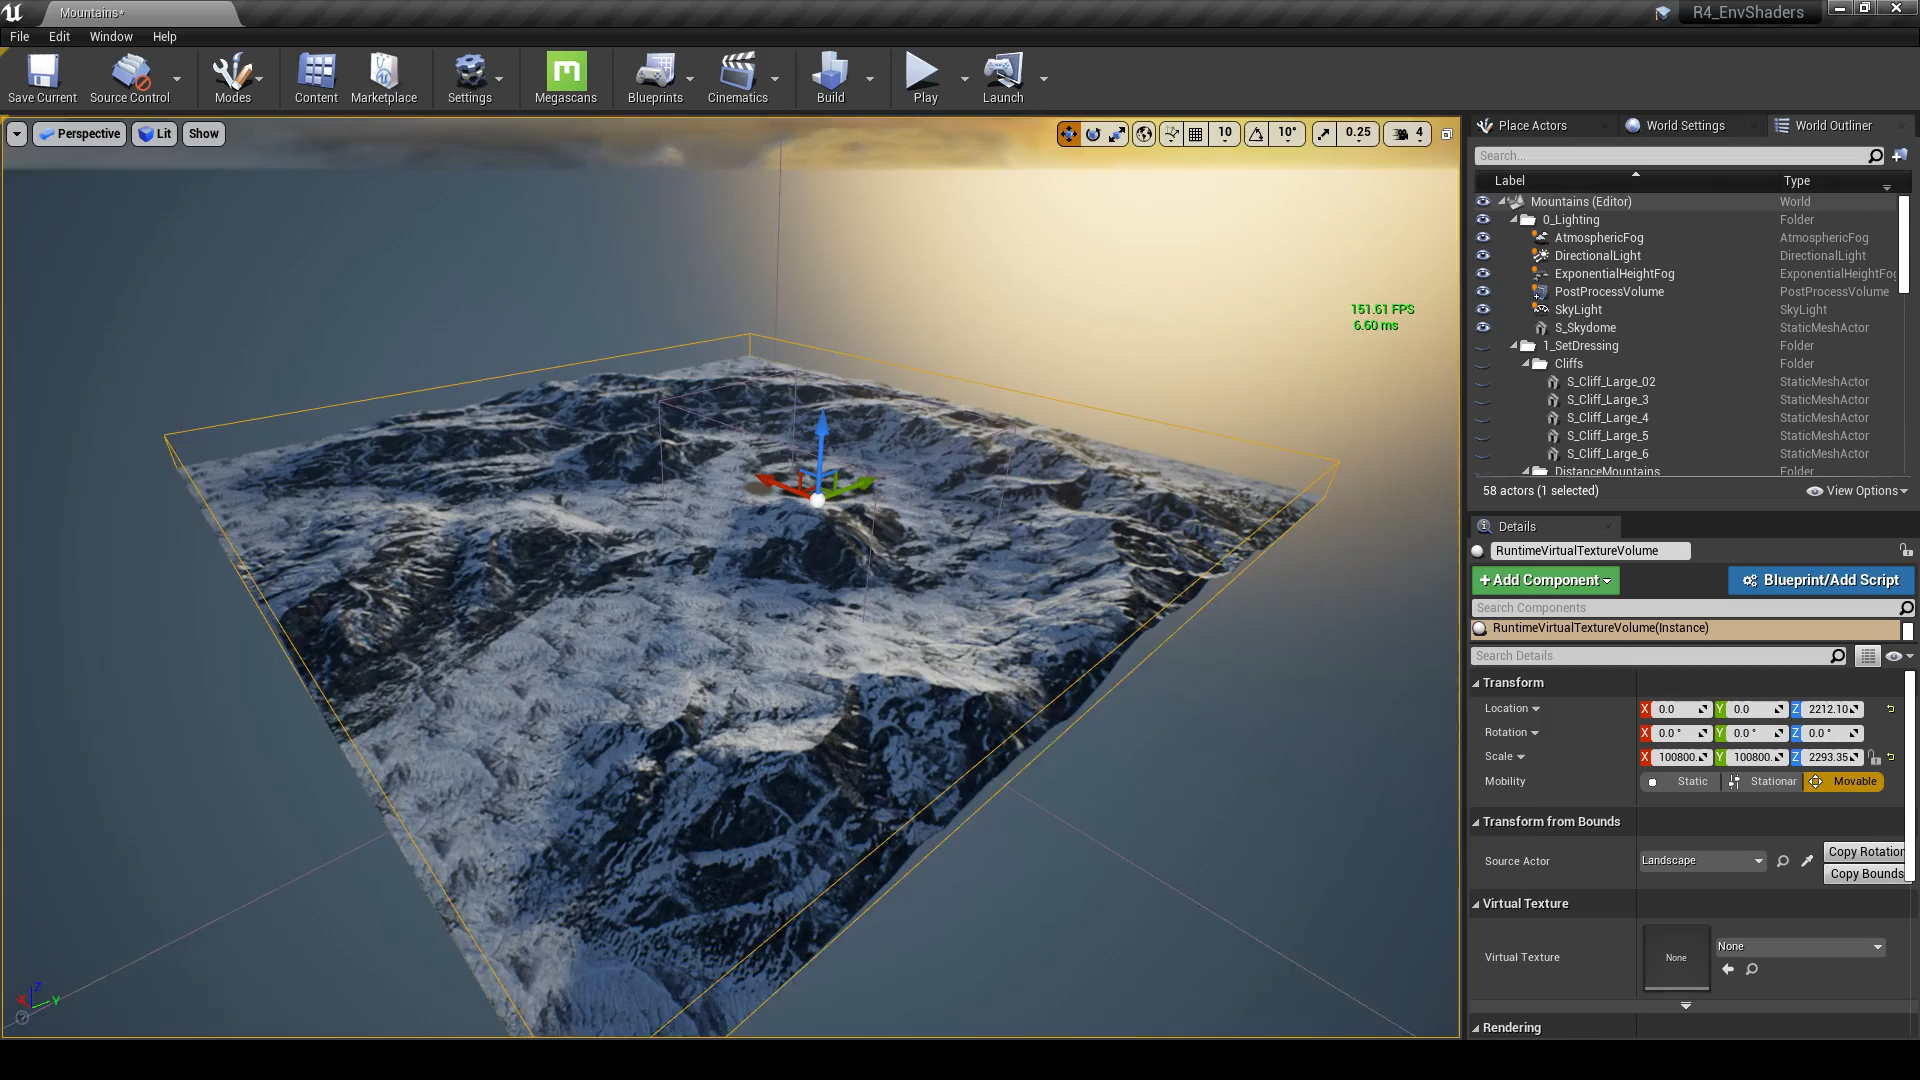 Mountains*
R4_EnvShaders
File Edit Window Help
Save Current Source Control Modes Content Marketplace Settings Megascans Blueprints Cinematics Build Play Launch
Perspective Lit Show
10 10° 0.25 4
151.61 FPS
6.60 ms
Place Actors World Settings World Outliner
Search...
Label Type
Mountains (Editor) World
0_Lighting Folder
AtmosphericFog AtmosphericFog
DirectionalLight DirectionalLight
ExponentialHeightFog ExponentialHeightFog
PostProcessVolume PostProcessVolume
SkyLight SkyLight
S_Skydome StaticMeshActor
1_SetDressing Folder
Cliffs Folder
S_Cliff_Large_02 StaticMeshActor
S_Cliff_Large_3 StaticMeshActor
S_Cliff_Large_4 StaticMeshActor
S_Cliff_Large_5 StaticMeshActor
S_Cliff_Large_6 StaticMeshActor
DistanceMountains Folder
58 actors (1 selected) View Options
Details
RuntimeVirtualTextureVolume
+Add Component Blueprint/Add Script
Search Components
RuntimeVirtualTextureVolume(Instance)
Search Details
Transform
Location X 0.0 Y 0.0 Z 2212.10
Rotation X 0.0 ° Y 0.0 ° Z 0.0 °
Scale X 100800. Y 100800. Z 2293.35
Mobility Static Stationar Movable
Transform from Bounds
Source Actor Landscape Copy Rotation
Copy Bounds
Virtual Texture
Virtual Texture None None
Rendering
X Y Z